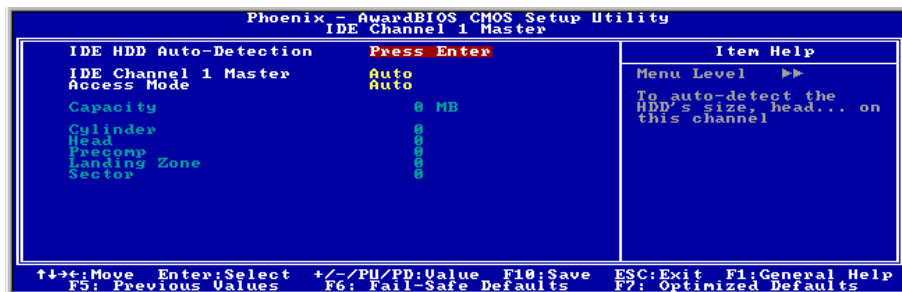 Phoenix - AwardBIOS CMOS Setup Utility
IDE Channel 1 Master
IDE HDD Auto-Detection Press Enter
IDE Channel 1 Master Auto
Access Mode Auto
Capacity 0 MB
Cylinder 0
Head 0
Precomp 0
Landing Zone 0
Sector 0
Item Help
Menu Level ▶▶
To auto-detect the
HDD's size, head... on
this channel
↑↓→←:Move Enter:Select +/-/PU/PD:Value F10:Save ESC:Exit F1:General Help
F5: Previous Values F6: Fail-Safe Defaults F7: Optimized Defaults